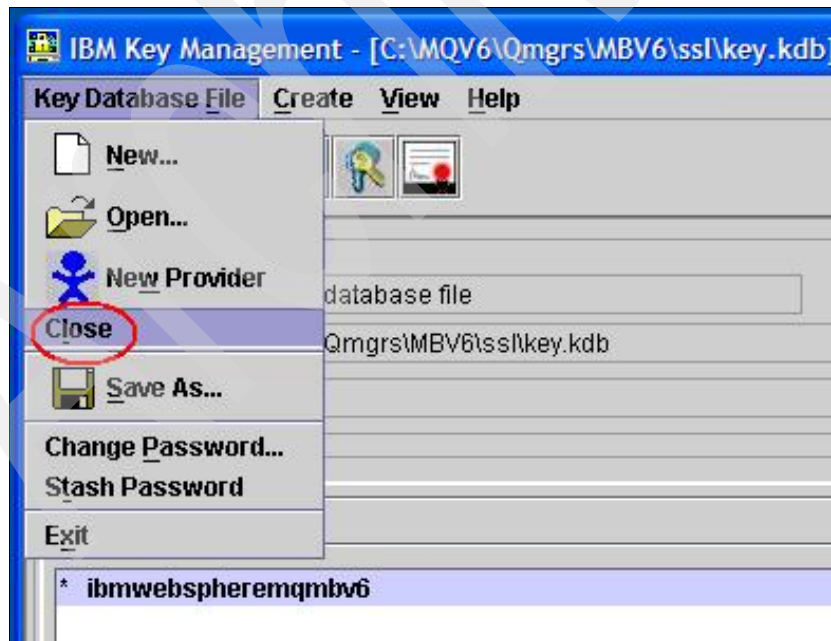 IBM Key Management - [C:\MQV6\Qmgrs\MBV6\ssl\key.kdb]
Key Database File Create View Help
New...
Open...
New Provider
database file
Close
Qmgrs\MBV6\ssl\key.kdb
Save As...
Change Password...
Stash Password
Exit
* ibmwebspheremqmbv6